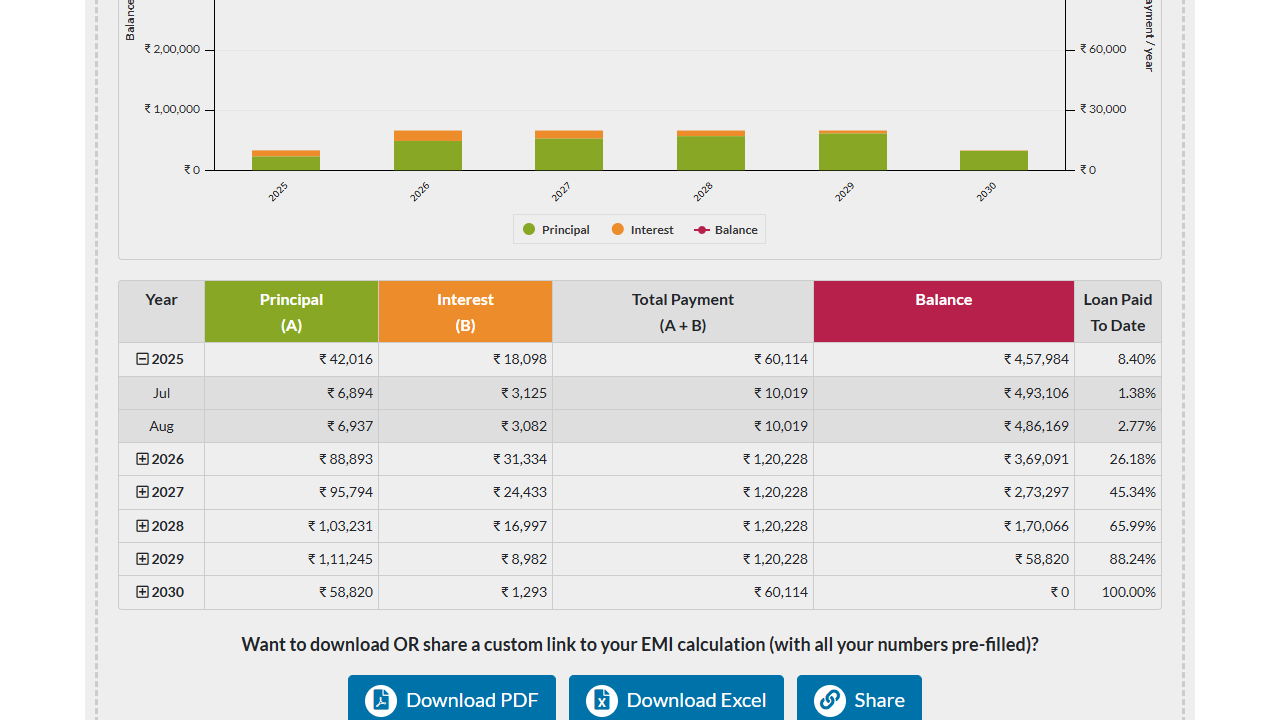 Balance
₹ 2,00,000
₹ 60,000
ayment / year
₹ 1,00,000
₹ 30,000
₹ 0
₹ 0
2025
2026
2027
2028
2029
2030
Principal
Interest
Balance
Year
Principal
(A)
Interest
(B)
Total Payment
(A + B)
Balance
Loan Paid
To Date
2025 ₹ 42,016 ₹ 18,098 ₹ 60,114 ₹ 4,57,984 8.40%
Jul ₹ 6,894 ₹ 3,125 ₹ 10,019 ₹ 4,93,106 1.38%
Aug ₹ 6,937 ₹ 3,082 ₹ 10,019 ₹ 4,86,169 2.77%
2026 ₹ 88,893 ₹ 31,334 ₹ 1,20,228 ₹ 3,69,091 26.18%
2027 ₹ 95,794 ₹ 24,433 ₹ 1,20,228 ₹ 2,73,297 45.34%
2028 ₹ 1,03,231 ₹ 16,997 ₹ 1,20,228 ₹ 1,70,066 65.99%
2029 ₹ 1,11,245 ₹ 8,982 ₹ 1,20,228 ₹ 58,820 88.24%
2030 ₹ 58,820 ₹ 1,293 ₹ 60,114 ₹ 0 100.00%
Want to download OR share a custom link to your EMI calculation (with all your numbers pre-filled)?
Download PDF
Download Excel
Share